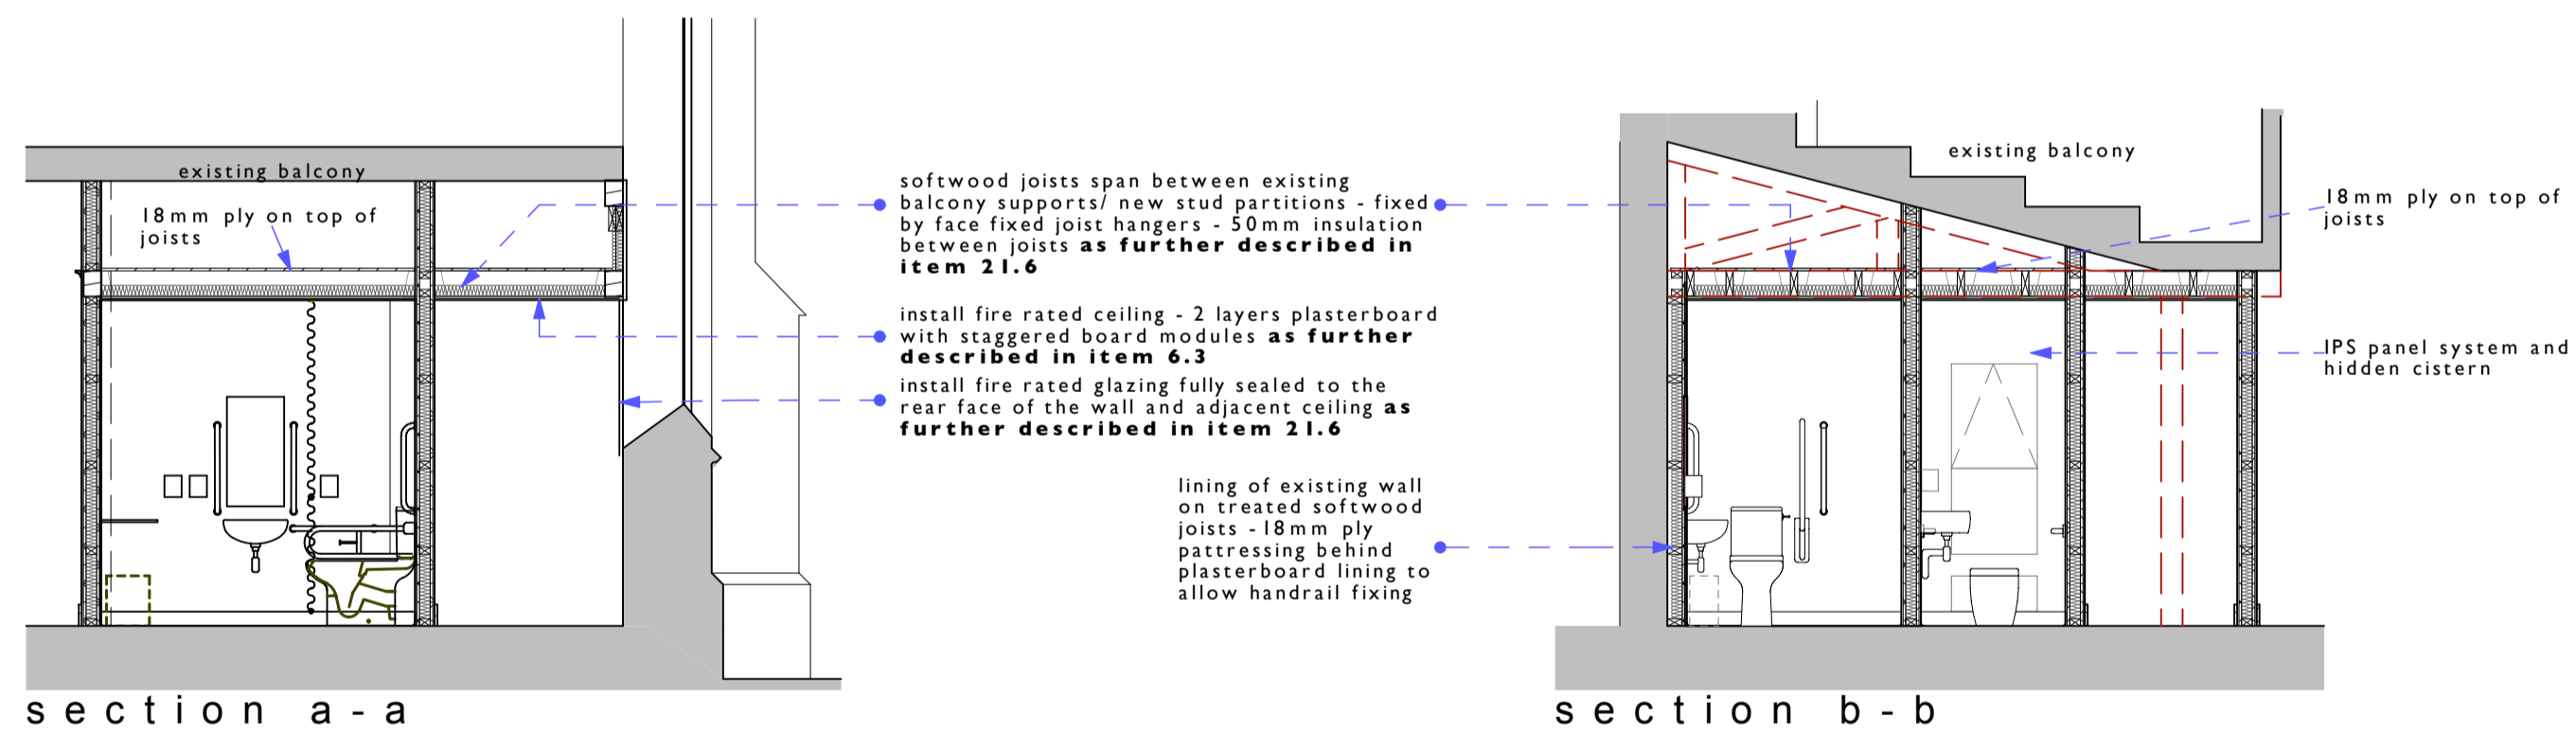 existing balcony
18mm ply on top of
joists
softwood joists span between existing
balcony supports/ new stud partitions - fixed
by face fixed joist hangers - 50mm insulation
between joists as further described in
item 21.6
install fire rated ceiling - 2 layers plasterboard
with staggered board modules as further
described in item 6.3
install fire rated glazing fully sealed to the
rear face of the wall and adjacent ceiling as
further described in item 21.6
lining of existing wall
on treated softwood
joists -18mm ply
pattressing behind
plasterboard lining to
allow handrail fixing
existing balcony
18mm ply on top of
joists
IPS panel system and
hidden cistern
section a-a
section b-b